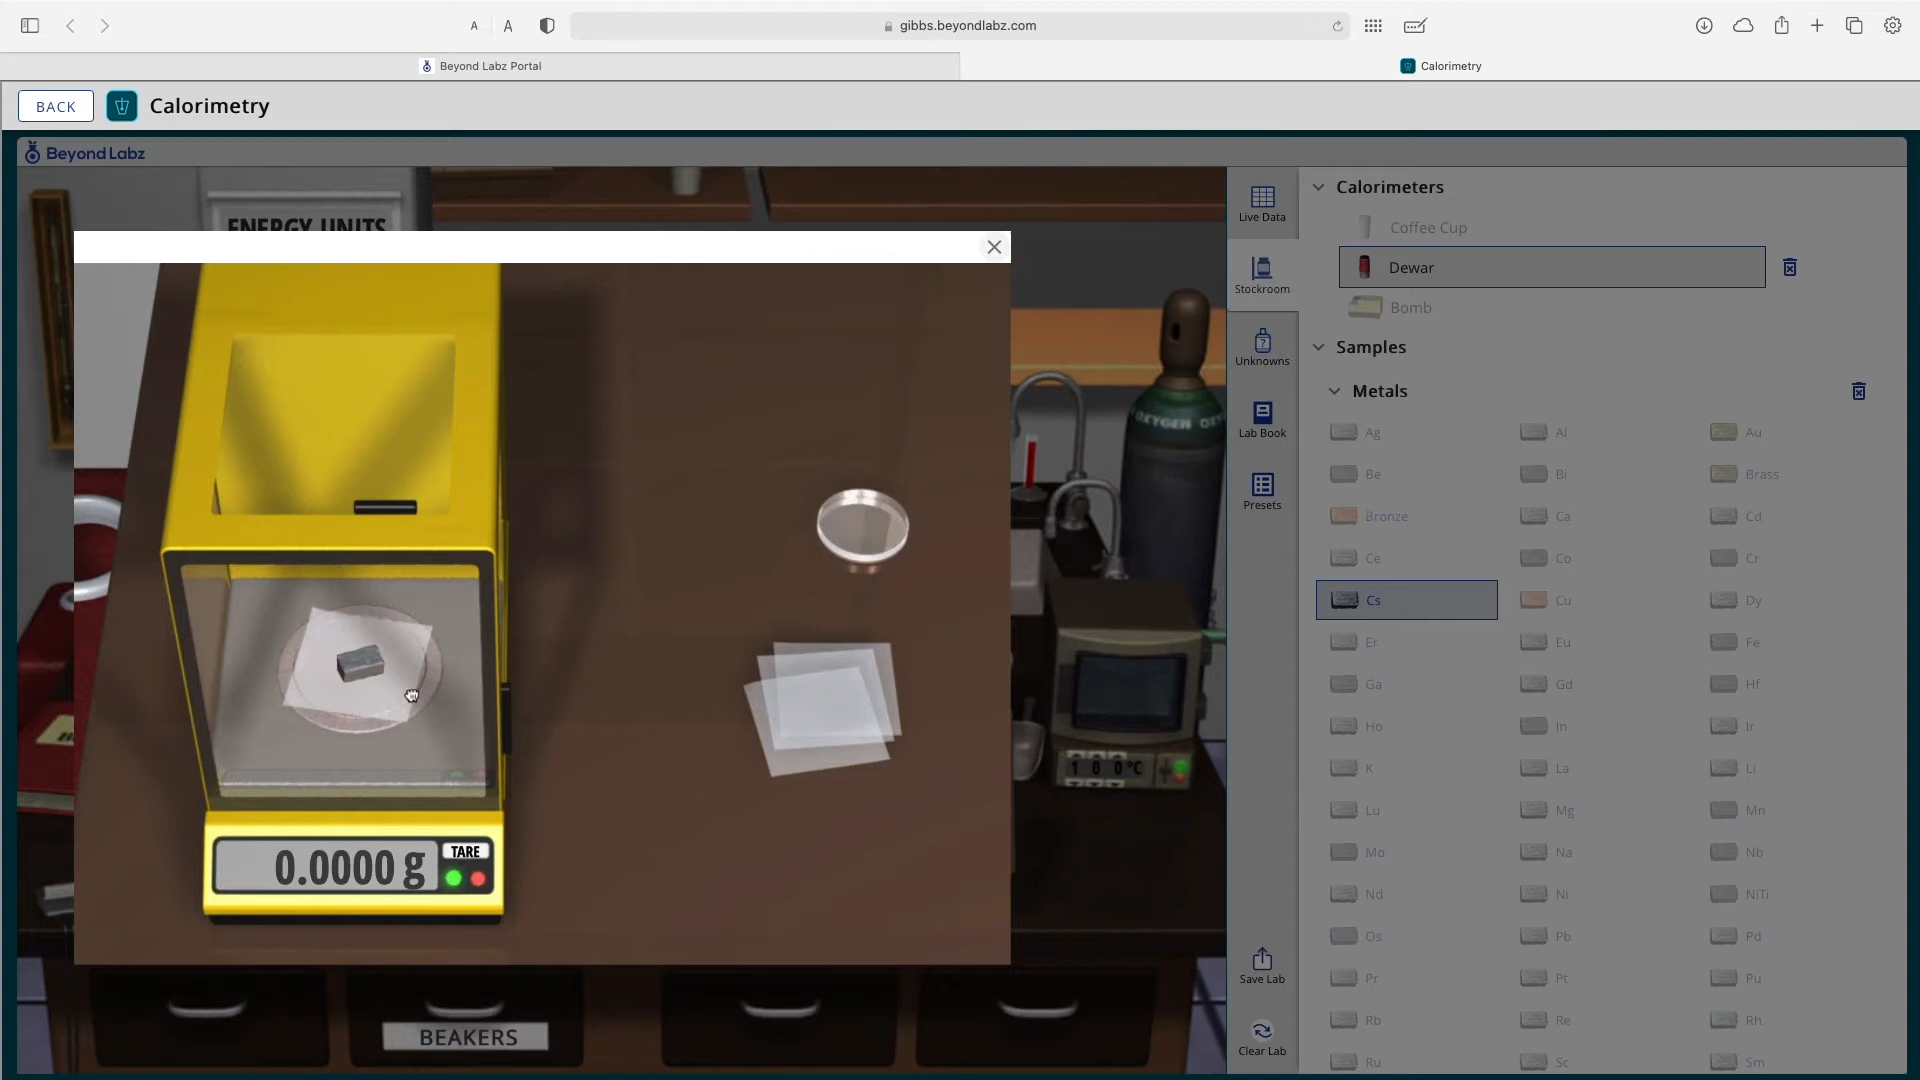 A A
gibbs.beyondlabz.com
Beyond Labz Portal
Calorimetry
BACK
Calorimetry
Beyond Labz
ENERGY UNITS
OXYGEN
100°C
0.0000 g
TARE
BEAKERS
Live Data
Stockroom
?
Unknowns
Lab Book
Presets
Save Lab
Clear Lab
Calorimeters
Coffee Cup
Dewar
Bomb
Samples
Metals
Ag Al Au
Be Bi Brass
Bronze Ca Cd
Ce Co Cr
Cs Cu Dy
Er Eu Fe
Ga Gd Hf
Ho In Ir
K La Li
Lu Mg Mn
Mo Na Nb
Nd Ni NiTi
Os Pb Pd
Pr Pt Pu
Rb Re Rh
Ru Sc Sm